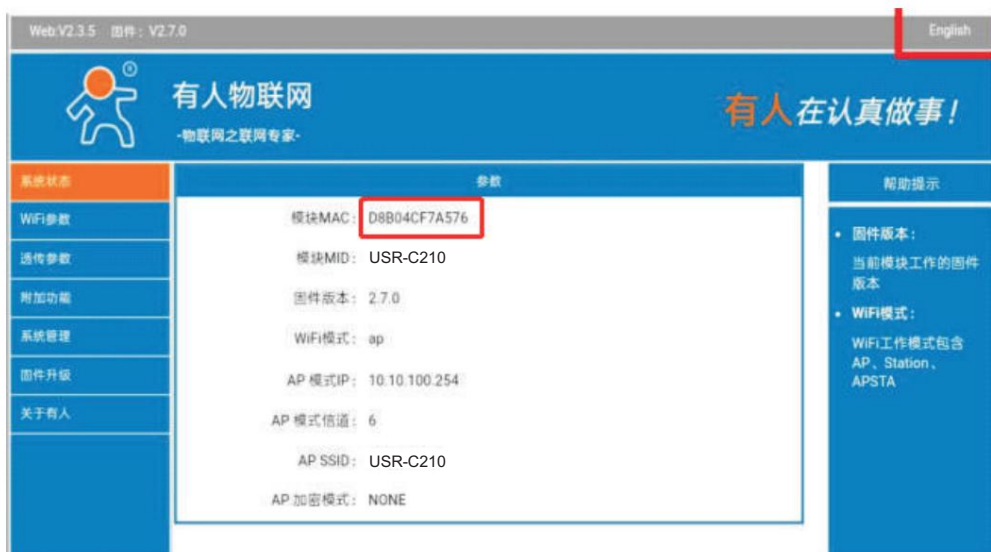 Web:V2.3.5 固件：V2.7.0
English
有人物联网
-物联网之联网专家-
有人在认真做事！
系统状态
WiFi参数
透传参数
附加功能
系统管理
固件升级
关于有人
参数
模块MAC： D8B04CF7A576
模块MID： USR-C210
固件版本： 2.7.0
WiFi模式： ap
AP 模式IP： 10.10.100.254
AP 模式信道： 6
AP SSID： USR-C210
AP 加密模式： NONE
帮助提示
• 固件版本：
当前模块工作的固件
版本
• WiFi模式：
WiFi工作模式包含
AP、Station、
APSTA